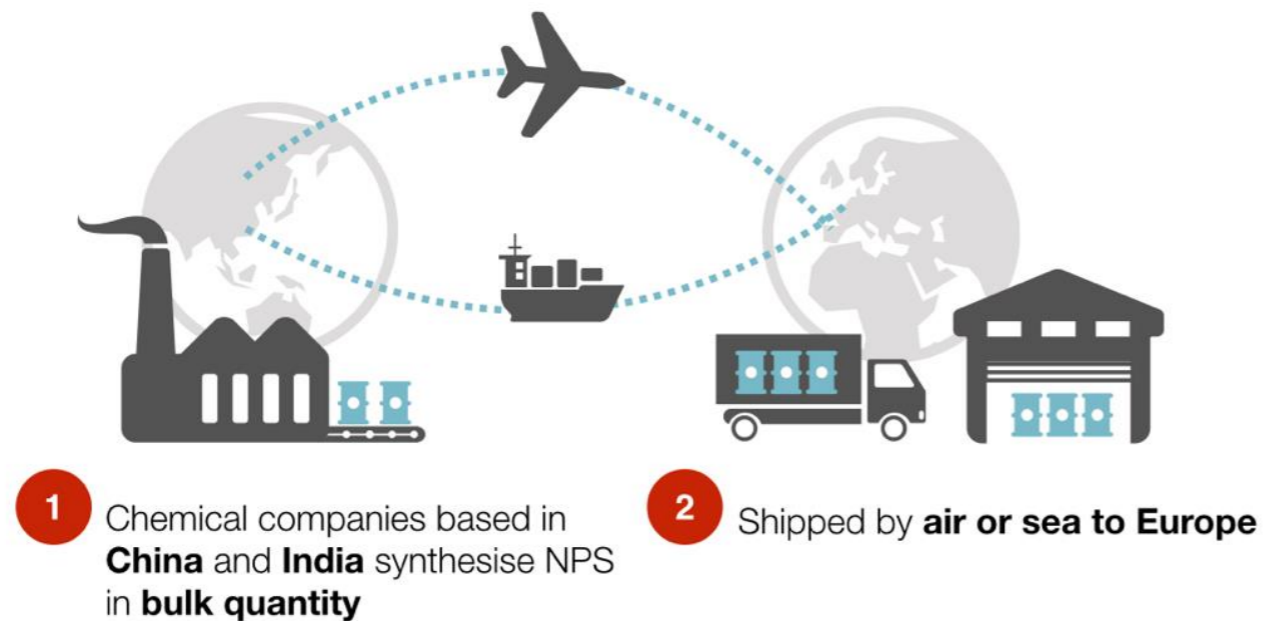 1
Chemical companies based in
China and India synthesise NPS
in bulk quantity
2
Shipped by air or sea to Europe